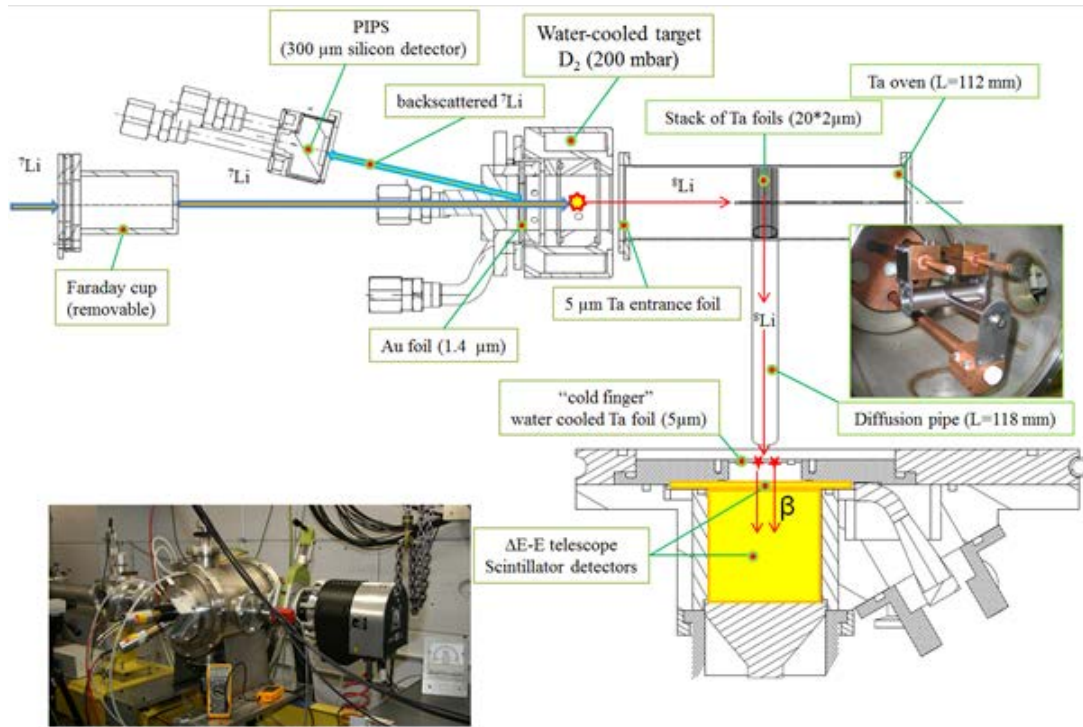 PIPS
(300 µm silicon detector)
Water-cooled target
D2 (200 mbar)
Ta oven (L=112 mm)
backscattered ⁷Li
Stack of Ta foils (20*2µm)
⁷Li
⁷Li
⁸Li
Faraday cup
(removable)
5 µm Ta entrance foil
Au foil (1.4 µm)
⁸Li
"cold finger"
water cooled Ta foil (5µm)
Diffusion pipe (L=118 mm)
β
ΔE-E telescope
Scintillator detectors